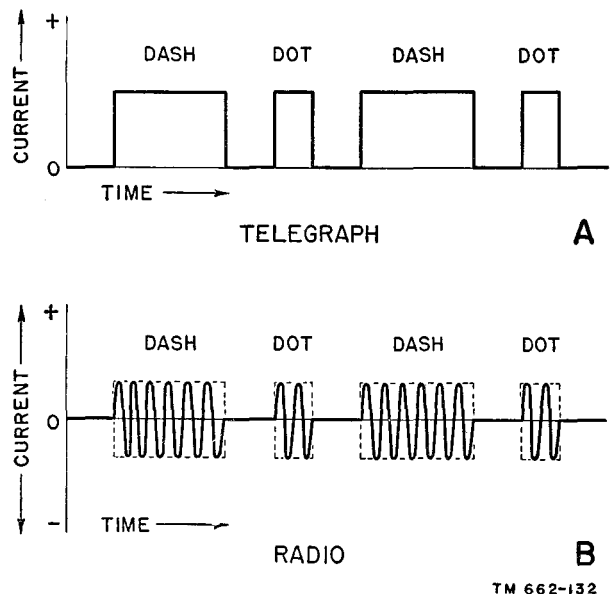 +
DASH DOT DASH DOT
CURRENT
0
TIME
TELEGRAPH
A
+
DASH DOT DASH DOT
CURRENT
0
-
TIME
RADIO
B
TM 662-132